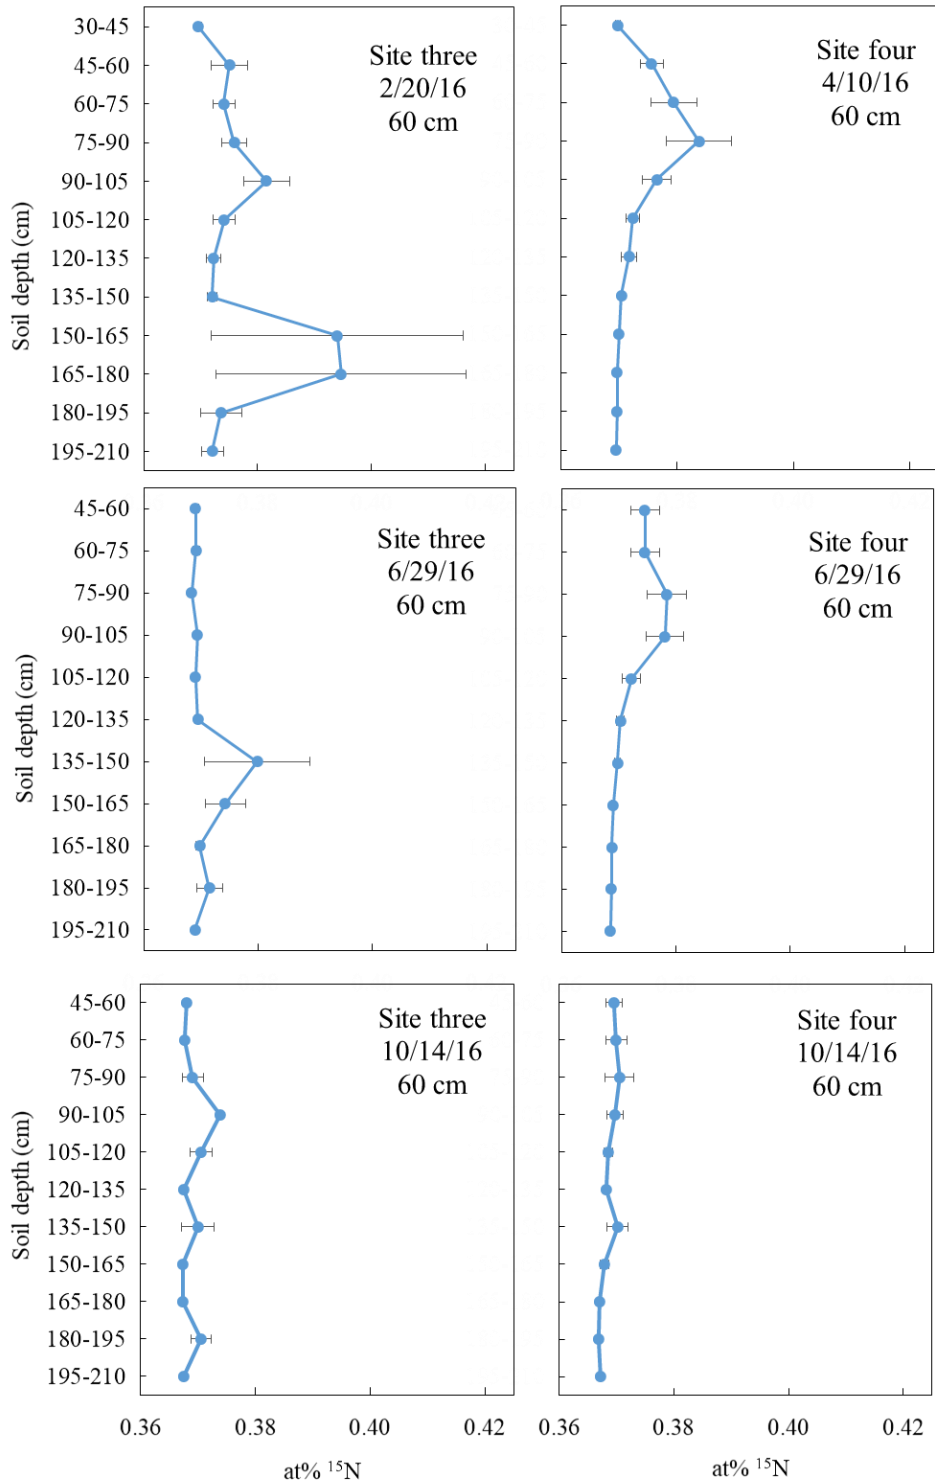 30-45
45-60
60-75
75-90
90-105
105-120
120-135
135-150
150-165
165-180
180-195
195-210
Soil depth (cm)
Site three
2/20/16
60 cm
Site four
4/10/16
60 cm
45-60
60-75
75-90
90-105
105-120
120-135
135-150
150-165
165-180
180-195
195-210
Soil depth (cm)
Site three
6/29/16
60 cm
Site four
6/29/16
60 cm
45-60
60-75
75-90
90-105
105-120
120-135
135-150
150-165
165-180
180-195
195-210
Soil depth (cm)
Site three
10/14/16
60 cm
Site four
10/14/16
60 cm
0.36 0.38 0.40 0.42
0.36 0.38 0.40 0.42
at% ¹⁵N
at% ¹⁵N